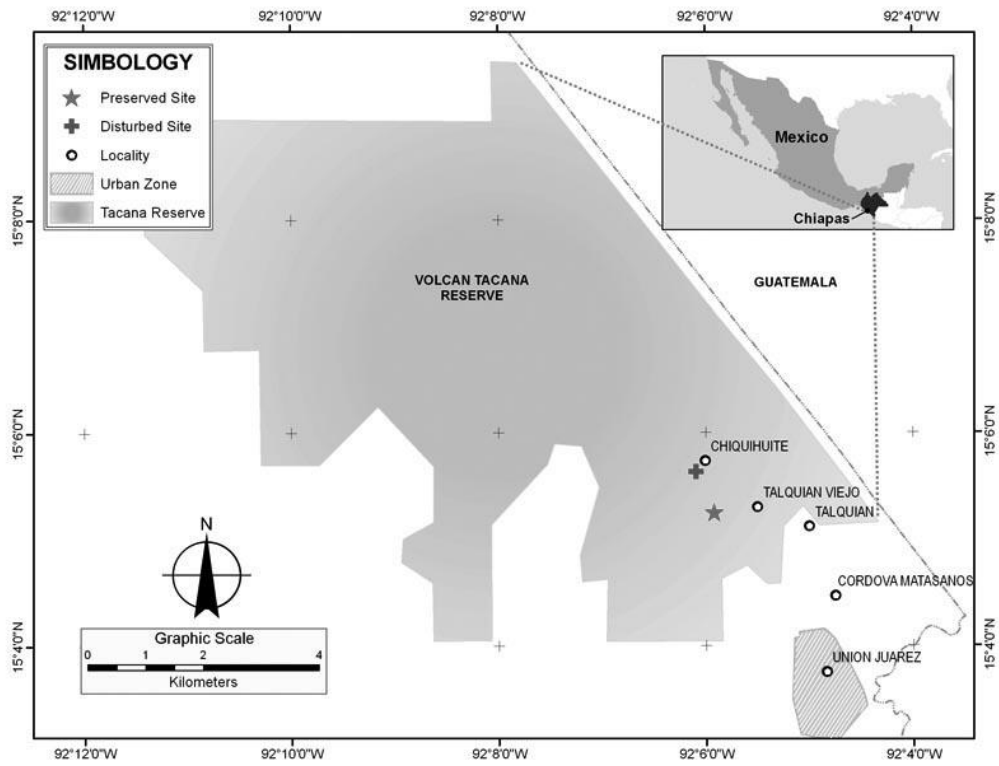 92°12'0"W
92°10'0"W
92°8'0"W
92°6'0"W
92°4'0"W
SIMBOLOGY
Preserved Site
Disturbed Site
Locality
Urban Zone
Tacana Reserve
Mexico
Chiapas
15°8'0"N
15°8'0"N
VOLCAN TACANA
RESERVE
GUATEMALA
15°6'0"N
15°6'0"N
CHIQUIHUITE
TALQUIAN VIEJO
TALQUIAN
N
CORDOVA MATASANOS
Graphic Scale
0 1 2 4
Kilometers
15°4'0"N
15°4'0"N
UNION JUAREZ
92°12'0"W
92°10'0"W
92°8'0"W
92°6'0"W
92°4'0"W